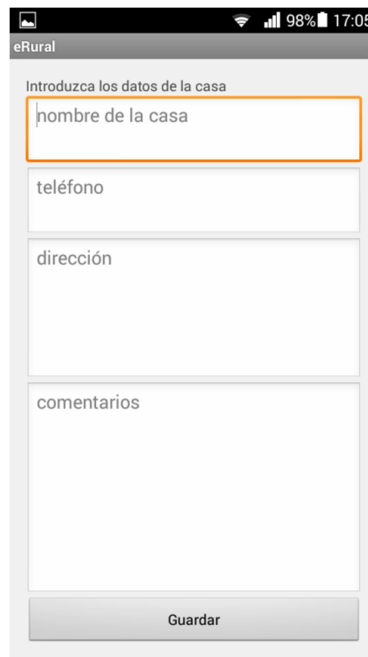 98% 17:05
eRural
Introduzca los datos de la casa
nombre de la casa
teléfono
dirección
comentarios
Guardar